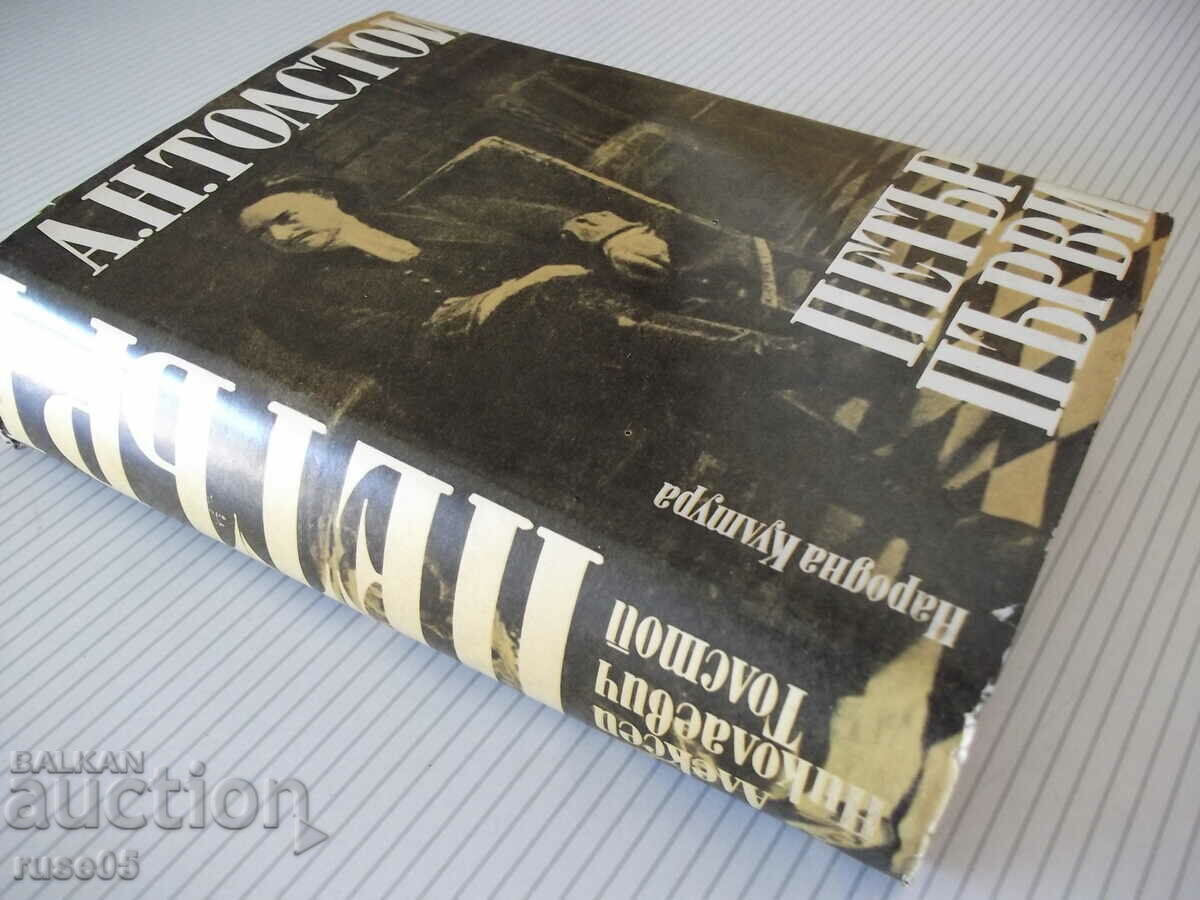 А.Н.ТОЛСТОЙ
ПЕТЪР
ПЪРВИ
Народна Култура
Алексей
Николаевич
Толстой
ПЕТЪР
BALKAN
auction
ruse05